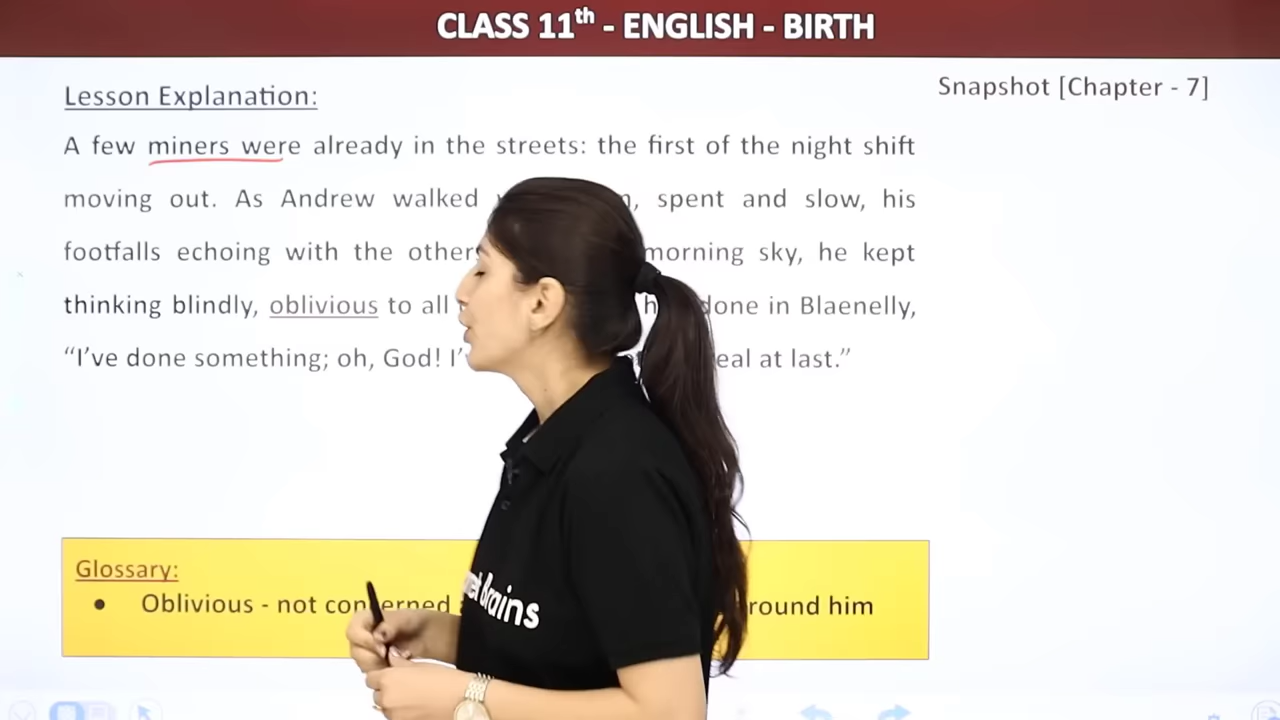 CLASS 11th - ENGLISH - BIRTH
Snapshot [Chapter - 7]
Lesson Explanation:
A few miners were already in the streets: the first of the night shift
moving out. As Andrew walked spent and slow, his
footfalls echoing with the other morning sky, he kept
thinking blindly, oblivious to all done in Blaenelly,
“I’ve done something; oh, God! at last.”
Glossary:
• Oblivious - not concerned him
Brains